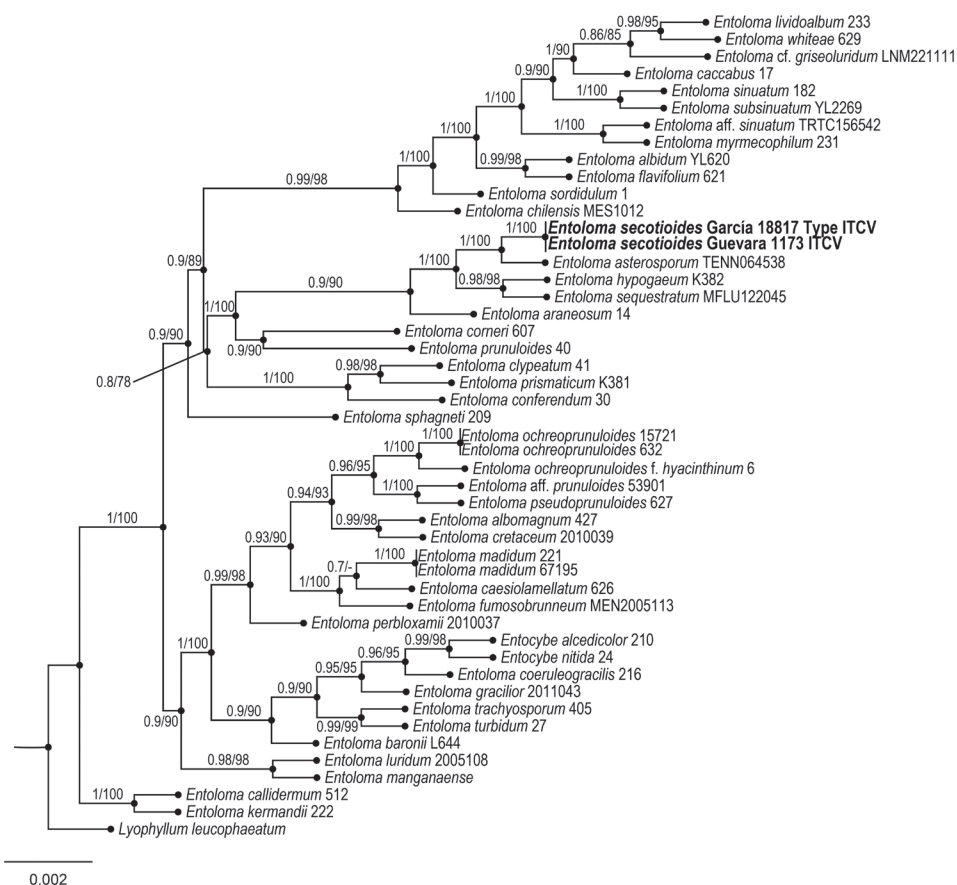 0.98/95
Entoloma lividoalbum 233
0.86/85
Entoloma whiteae 629
1/90
Entoloma cf. griseoluridum LNM221111
0.9/90
Entoloma caccabus 17
1/100
Entoloma sinuatum 182
1/100
Entoloma subsinuatum YL2269
1/100
Entoloma aff. sinuatum TRTC156542
1/100
Entoloma myrmecophilum 231
1/100
0.99/98
Entoloma albidum YL620
Entoloma flavifolium 621
0.99/98
Entoloma sordidulum 1
Entoloma chilensis MES1012
1/100
Entoloma secotioides García 18817 Type ITCV
Entoloma secotioides Guevara 1173 ITCV
1/100
Entoloma asterosporum TENN064538
1/100
0.9/89
0.98/98
Entoloma hypogaeum K382
0.9/90
Entoloma sequestratum MFLU122045
1/100
Entoloma araneosum 14
0.9/90
Entoloma corneri 607
0.9/90
Entoloma prunuloides 40
0.98/98
Entoloma clypeatum 41
0.8/78
1/100
Entoloma prismaticum K381
Entoloma conferendum 30
Entoloma sphagneti 209
1/100
Entoloma ochreoprunuloides 15721
Entoloma ochreoprunuloides 632
1/100
0.96/95
Entoloma ochreoprunuloides f. hyacinthinum 6
1/100
Entoloma aff. prunuloides 53901
0.94/93
Entoloma pseudoprunuloides 627
1/100
0.99/98
Entoloma albomagnum 427
0.93/90
Entoloma cretaceum 2010039
1/100
Entoloma madidum 221
0.7/-
Entoloma madidum 67195
0.99/98
1/100
Entoloma caesiolamellatum 626
Entoloma fumosobrunneum MEN2005113
Entoloma perbloxamii 2010037
1/100
0.99/98
Entocybe alcedicolor 210
0.96/95
Entocybe nitida 24
0.95/95
Entoloma coeruleogracilis 216
0.9/90
Entoloma gracilior 2011043
0.9/90
Entoloma trachyosporum 405
0.9/90
0.99/99
Entoloma turbidum 27
Entoloma baronii L644
0.98/98
Entoloma luridum 2005108
Entoloma manganaense
1/100
Entoloma callidermum 512
Entoloma kermandii 222
Lyophyllum leucophaeatum
0.002